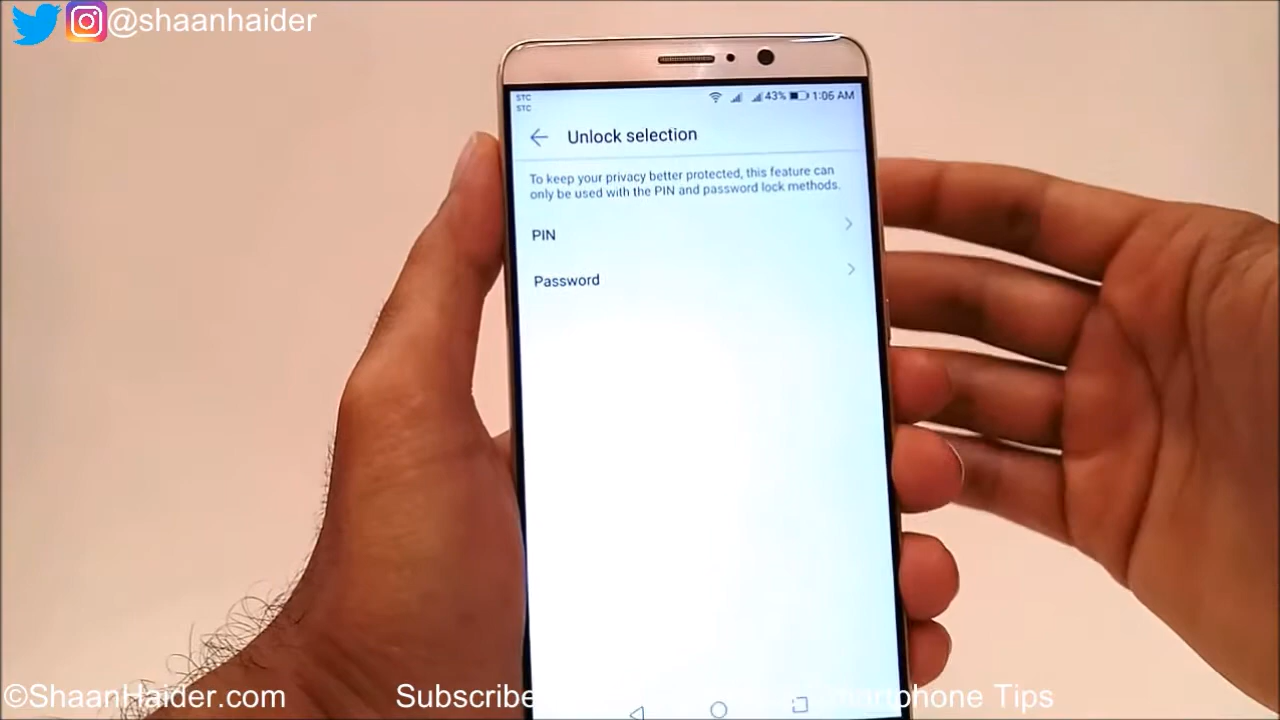 @shaanhaider
STC
STC
43% 1:06 AM
Unlock selection
To keep your privacy better protected, this feature can
only be used with the PIN and password lock methods.
PIN
Password
©ShaanHaider.com
Subscribe Smartphone Tips